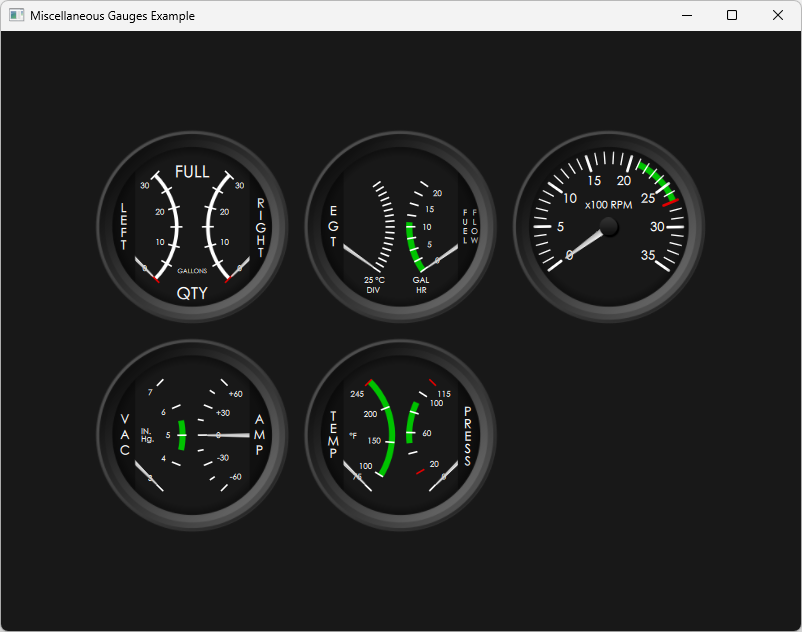 Miscellaneous Gauges Example
FULL
LEFT
RIGHT
30 30
20 20
10 10
0 0
GALLONS
QTY
EGT
FUEL FLOW
20
15
10
5
0
25 °C
DIV
GAL
HR
x100 RPM
0
5
10
15
20
25
30
35
VAC
AMP
7
6
5
4
3
IN.
Hg.
+60
+30
0
-30
-60
TEMP
PRESS
245
200
°F
150
100
75
115
100
60
20
0